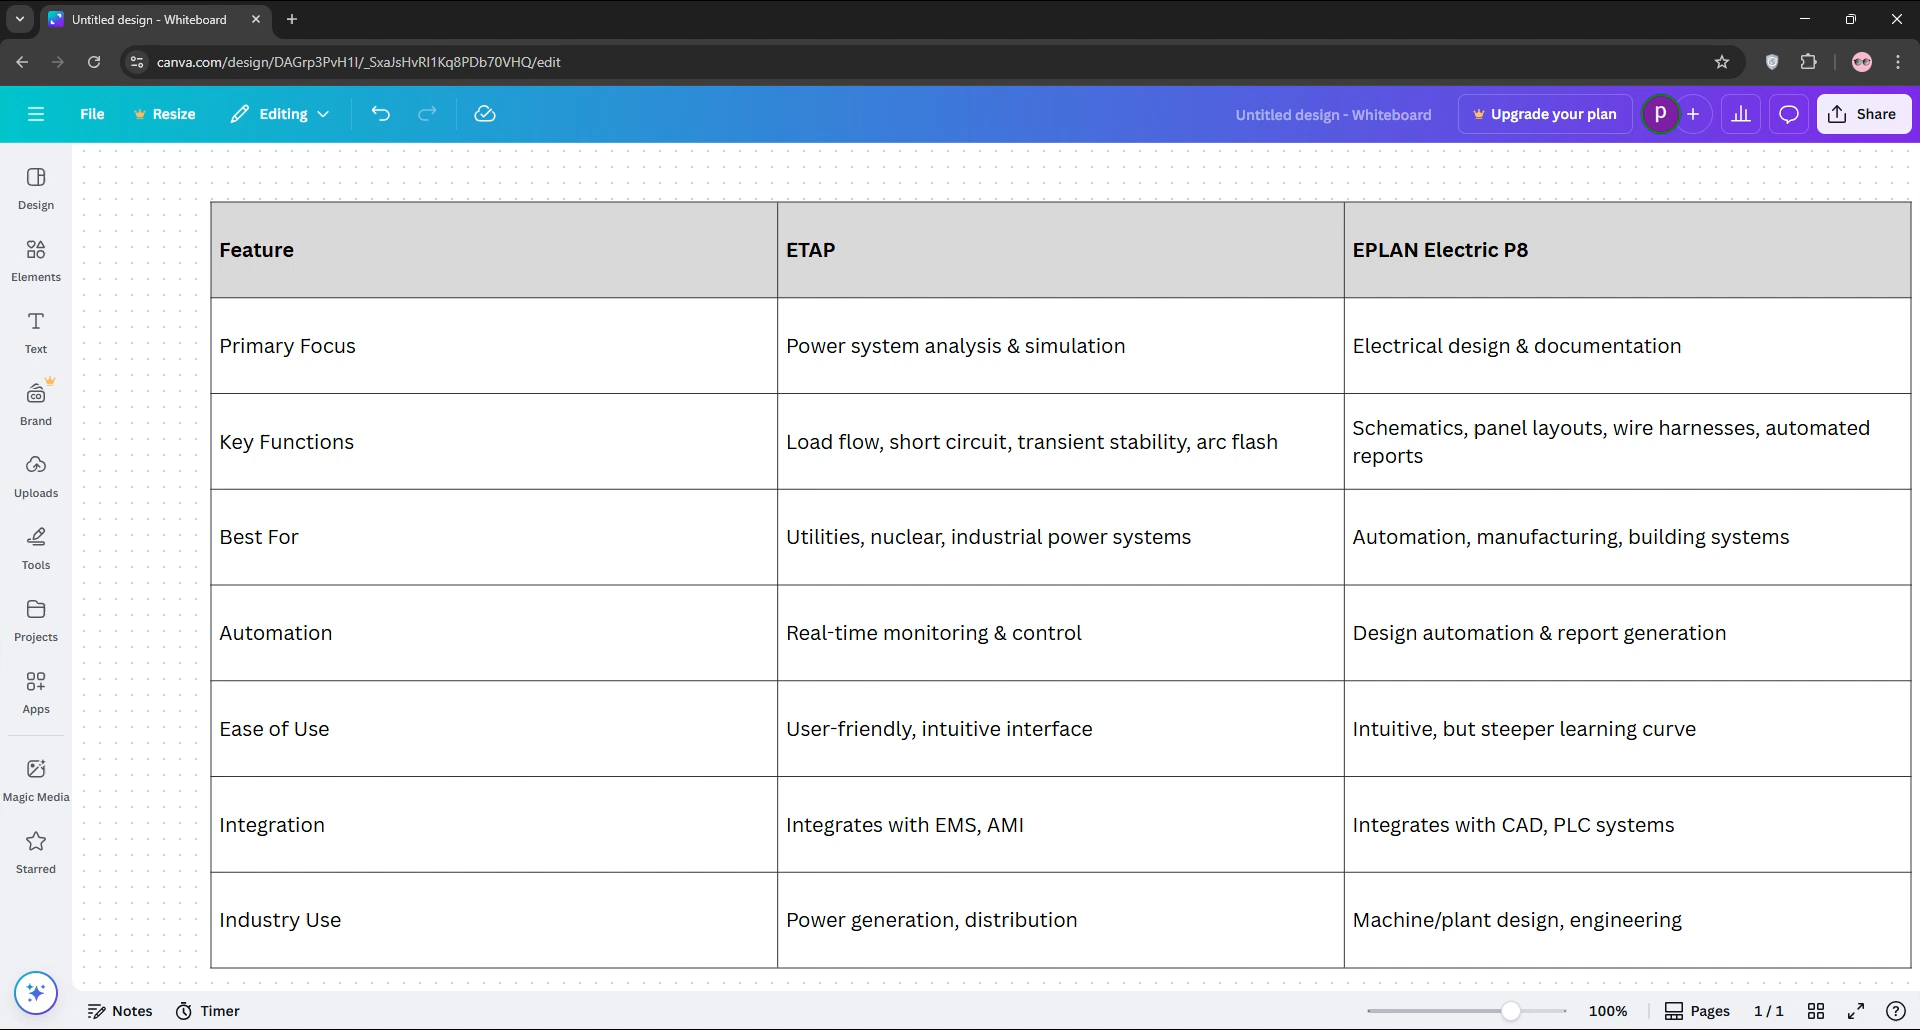 Untitled design - Whiteboard
canva.com/design/DAGrp3PvH1I/_SxaJsHvRI1Kq8PDb70VHQ/edit
File Resize Editing Untitled design - Whiteboard Upgrade your plan p Share
Design
Elements
Text
Brand
Uploads
Tools
Projects
Apps
Magic Media
Starred
Feature ETAP EPLAN Electric P8
Primary Focus Power system analysis & simulation Electrical design & documentation
Key Functions Load flow, short circuit, transient stability, arc flash Schematics, panel layouts, wire harnesses, automated
reports
Best For Utilities, nuclear, industrial power systems Automation, manufacturing, building systems
Automation Real-time monitoring & control Design automation & report generation
Ease of Use User-friendly, intuitive interface Intuitive, but steeper learning curve
Integration Integrates with EMS, AMI Integrates with CAD, PLC systems
Industry Use Power generation, distribution Machine/plant design, engineering
Notes Timer 100% Pages 1 / 1